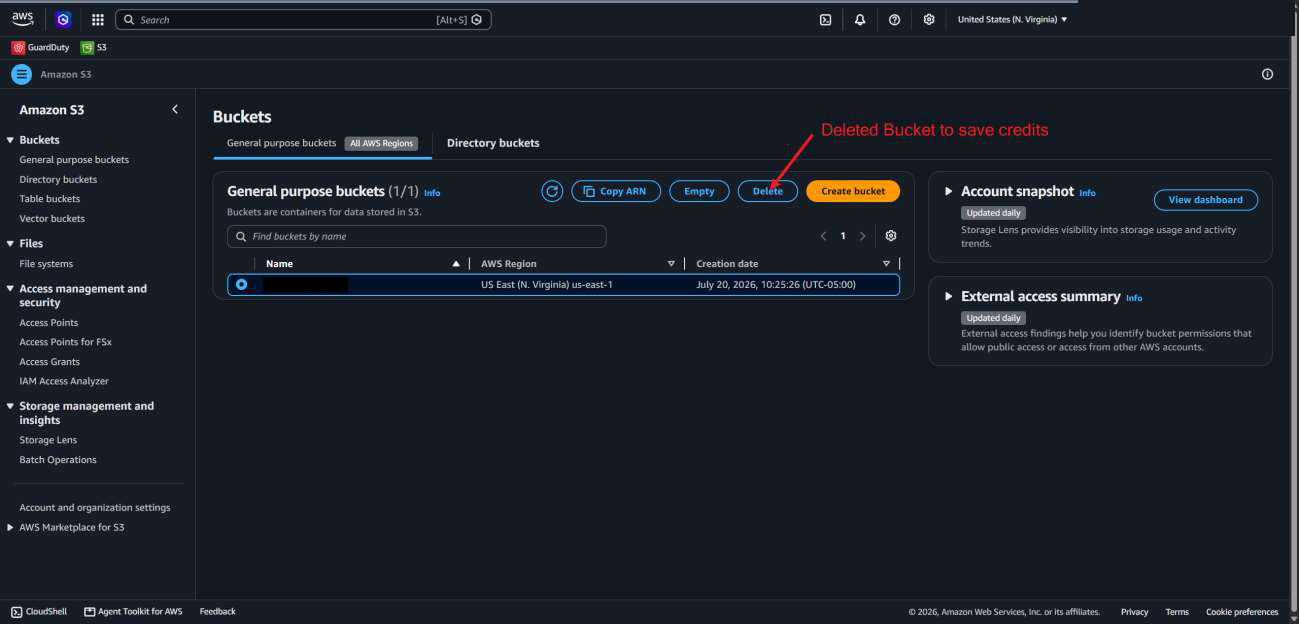 aws
Search
[Alt+S]
United States (N. Virginia)
GuardDuty
S3
Amazon S3
Amazon S3
Buckets
General purpose buckets
Directory buckets
Table buckets
Vector buckets
Files
File systems
Access management and
security
Access Points
Access Points for FSx
Access Grants
IAM Access Analyzer
Storage management and
insights
Storage Lens
Batch Operations
Account and organization settings
AWS Marketplace for S3
Buckets
General purpose buckets All AWS Regions
Directory buckets
Deleted Bucket to save credits
General purpose buckets (1/1) Info
Copy ARN
Empty
Delete
Create bucket
Buckets are containers for data stored in S3.
Find buckets by name
1
Name
AWS Region
Creation date
US East (N. Virginia) us-east-1
July 20, 2026, 10:25:26 (UTC-05:00)
Account snapshot Info
View dashboard
Updated daily
Storage Lens provides visibility into storage usage and activity
trends.
External access summary Info
Updated daily
External access findings help you identify bucket permissions that
allow public access or access from other AWS accounts.
CloudShell
Agent Toolkit for AWS
Feedback
© 2026, Amazon Web Services, Inc. or its affiliates.
Privacy
Terms
Cookie preferences